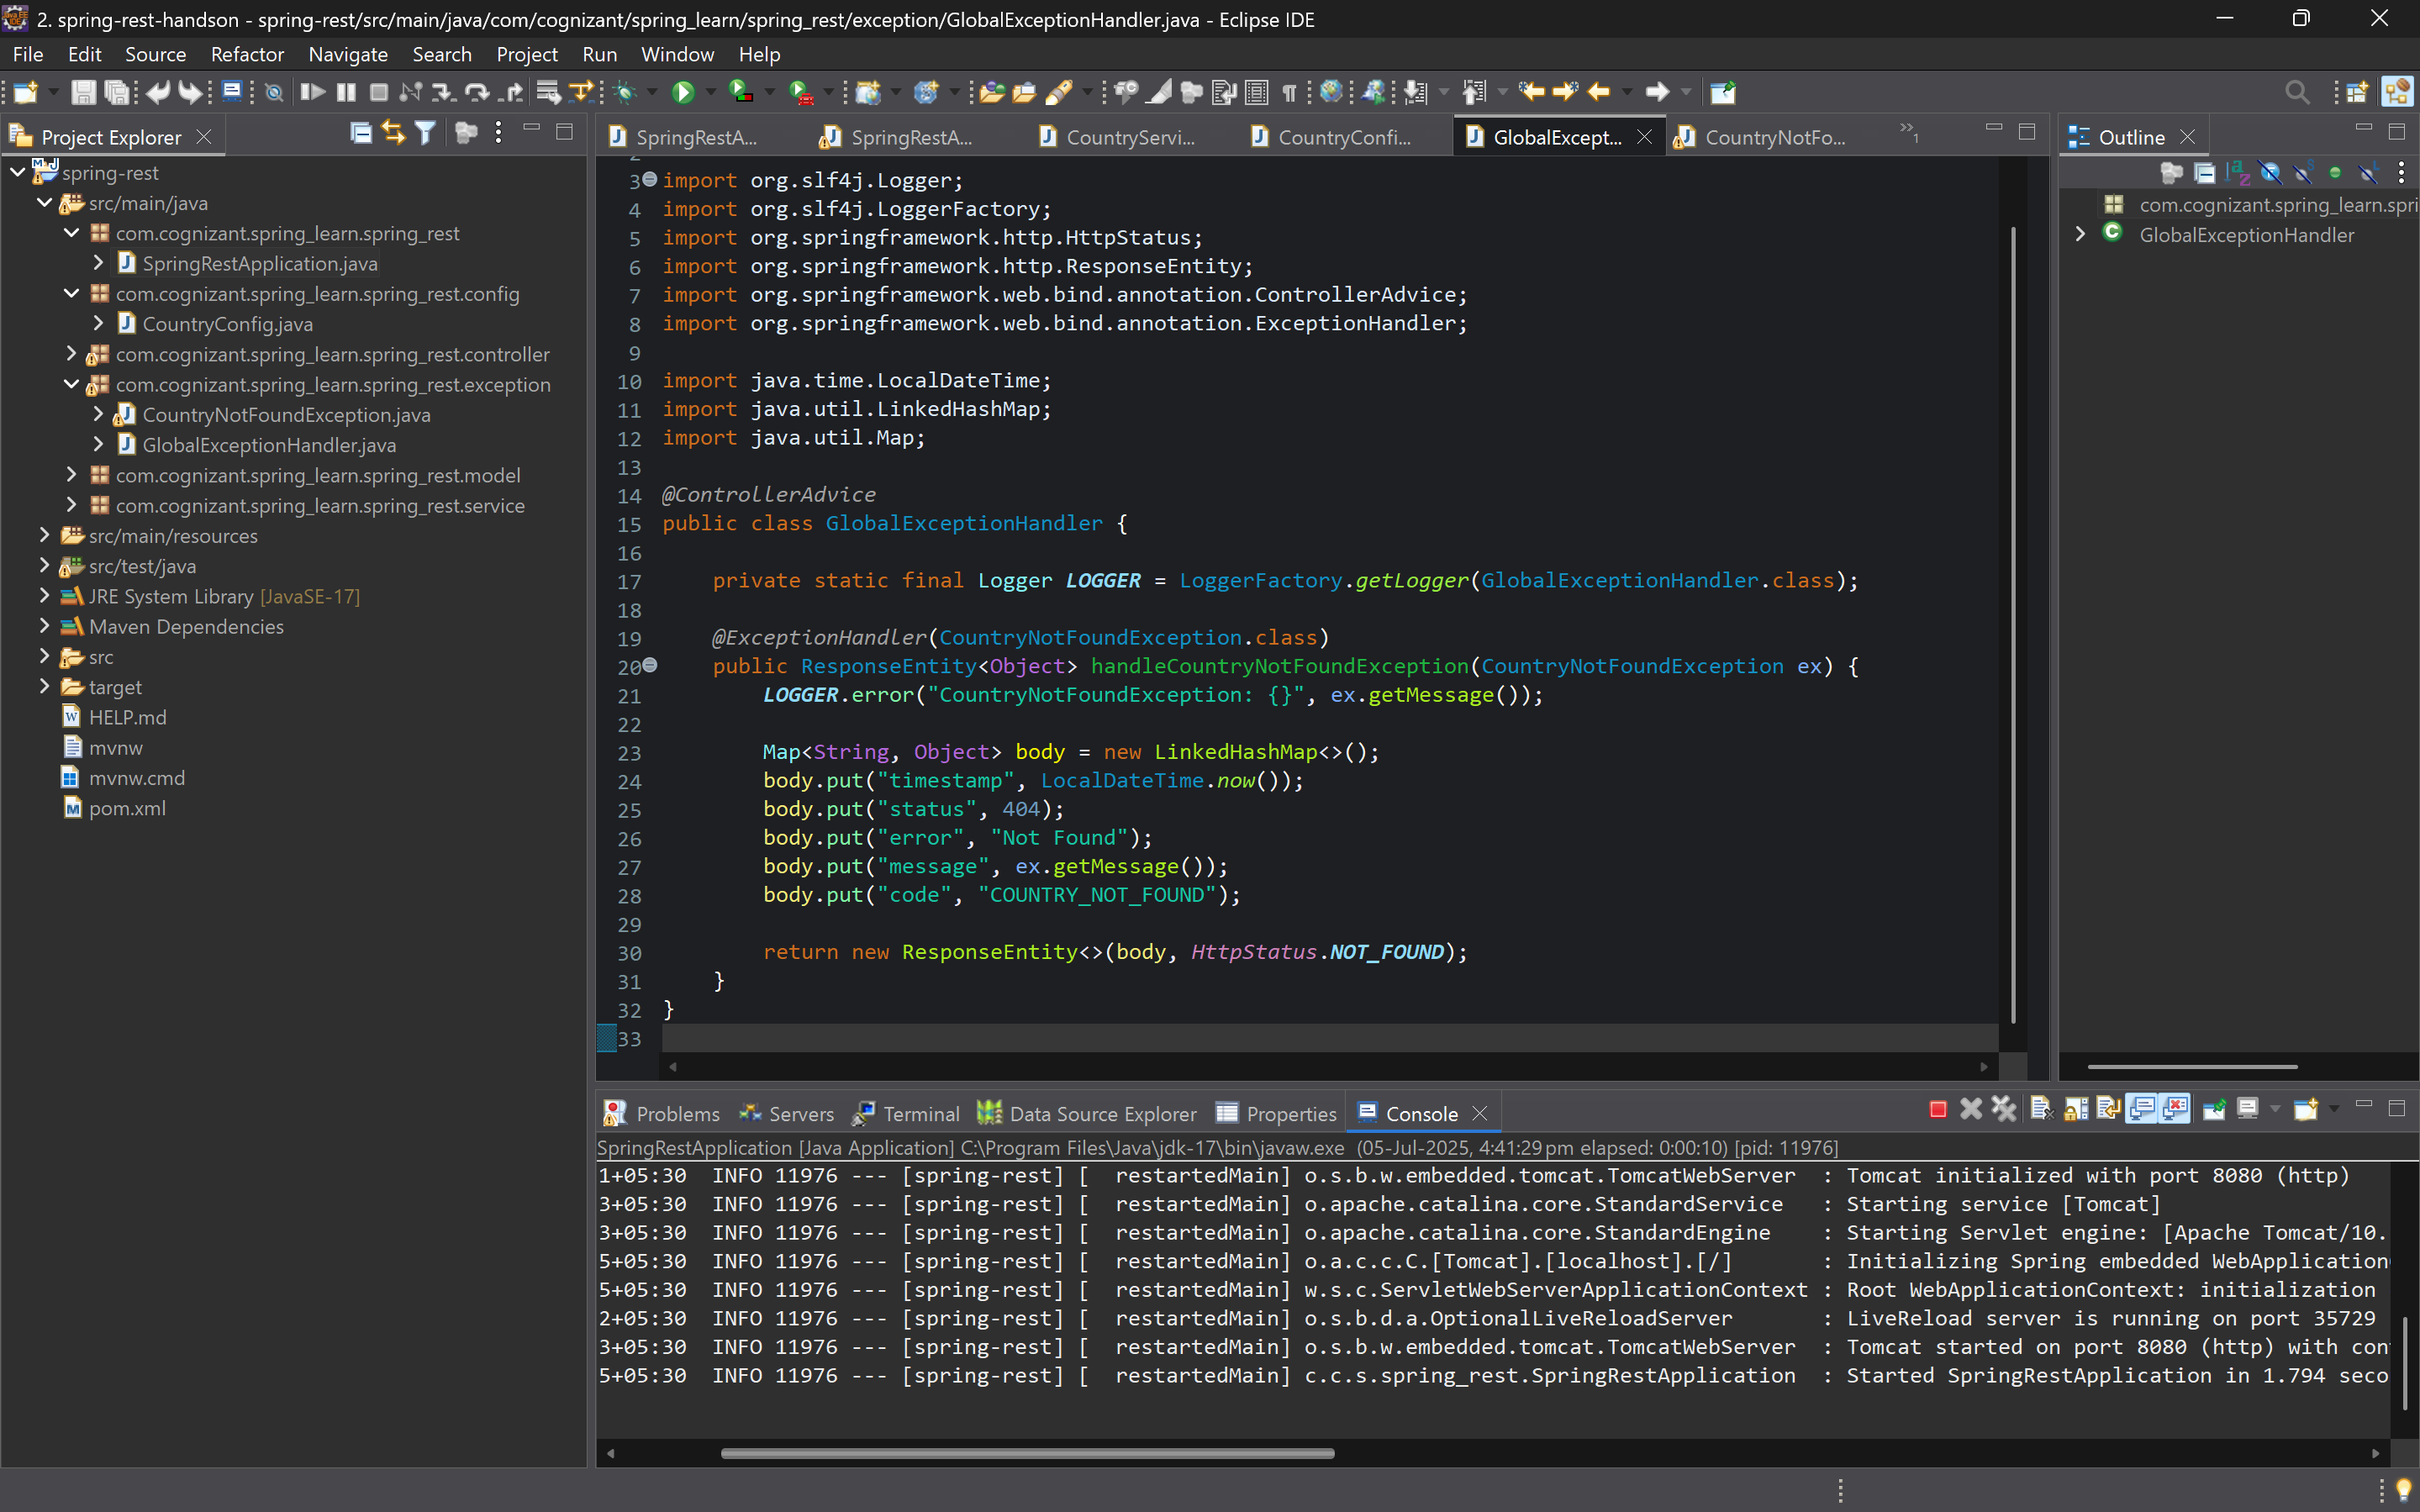 2. spring-rest-handson - spring-rest/src/main/java/com/cognizant/spring_learn/spring_rest/exception/GlobalExceptionHandler.java - Eclipse IDE
File Edit Source Refactor Navigate Search Project Run Window Help
Project Explorer
spring-rest
src/main/java
com.cognizant.spring_learn.spring_rest
SpringRestApplication.java
com.cognizant.spring_learn.spring_rest.config
CountryConfig.java
com.cognizant.spring_learn.spring_rest.controller
com.cognizant.spring_learn.spring_rest.exception
CountryNotFoundException.java
GlobalExceptionHandler.java
com.cognizant.spring_learn.spring_rest.model
com.cognizant.spring_learn.spring_rest.service
src/main/resources
src/test/java
JRE System Library [JavaSE-17]
Maven Dependencies
src
target
HELP.md
mvnw
mvnw.cmd
pom.xml
SpringRestA... SpringRestA... CountryServi... CountryConfi... GlobalExcept... CountryNotFo... »1
3 import org.slf4j.Logger;
4 import org.slf4j.LoggerFactory;
5 import org.springframework.http.HttpStatus;
6 import org.springframework.http.ResponseEntity;
7 import org.springframework.web.bind.annotation.ControllerAdvice;
8 import org.springframework.web.bind.annotation.ExceptionHandler;
9
10 import java.time.LocalDateTime;
11 import java.util.LinkedHashMap;
12 import java.util.Map;
13
14 @ControllerAdvice
15 public class GlobalExceptionHandler {
16
17 private static final Logger LOGGER = LoggerFactory.getLogger(GlobalExceptionHandler.class);
18
19 @ExceptionHandler(CountryNotFoundException.class)
20 public ResponseEntity<Object> handleCountryNotFoundException(CountryNotFoundException ex) {
21 LOGGER.error("CountryNotFoundException: {}", ex.getMessage());
22
23 Map<String, Object> body = new LinkedHashMap<>();
24 body.put("timestamp", LocalDateTime.now());
25 body.put("status", 404);
26 body.put("error", "Not Found");
27 body.put("message", ex.getMessage());
28 body.put("code", "COUNTRY_NOT_FOUND");
29
30 return new ResponseEntity<>(body, HttpStatus.NOT_FOUND);
31 }
32 }
33
Outline
com.cognizant.spring_learn.spri
GlobalExceptionHandler
Problems Servers Terminal Data Source Explorer Properties Console
SpringRestApplication [Java Application] C:\Program Files\Java\jdk-17\bin\javaw.exe (05-Jul-2025, 4:41:29 pm elapsed: 0:00:10) [pid: 11976]
1+05:30 INFO 11976 --- [spring-rest] [ restartedMain] o.s.b.w.embedded.tomcat.TomcatWebServer : Tomcat initialized with port 8080 (http)
3+05:30 INFO 11976 --- [spring-rest] [ restartedMain] o.apache.catalina.core.StandardService : Starting service [Tomcat]
3+05:30 INFO 11976 --- [spring-rest] [ restartedMain] o.apache.catalina.core.StandardEngine : Starting Servlet engine: [Apache Tomcat/10.
5+05:30 INFO 11976 --- [spring-rest] [ restartedMain] o.a.c.c.C.[Tomcat].[localhost].[/] : Initializing Spring embedded WebApplication
5+05:30 INFO 11976 --- [spring-rest] [ restartedMain] w.s.c.ServletWebServerApplicationContext : Root WebApplicationContext: initialization
2+05:30 INFO 11976 --- [spring-rest] [ restartedMain] o.s.b.d.a.OptionalLiveReloadServer : LiveReload server is running on port 35729
3+05:30 INFO 11976 --- [spring-rest] [ restartedMain] o.s.b.w.embedded.tomcat.TomcatWebServer : Tomcat started on port 8080 (http) with con
5+05:30 INFO 11976 --- [spring-rest] [ restartedMain] c.c.s.spring_rest.SpringRestApplication : Started SpringRestApplication in 1.794 seco